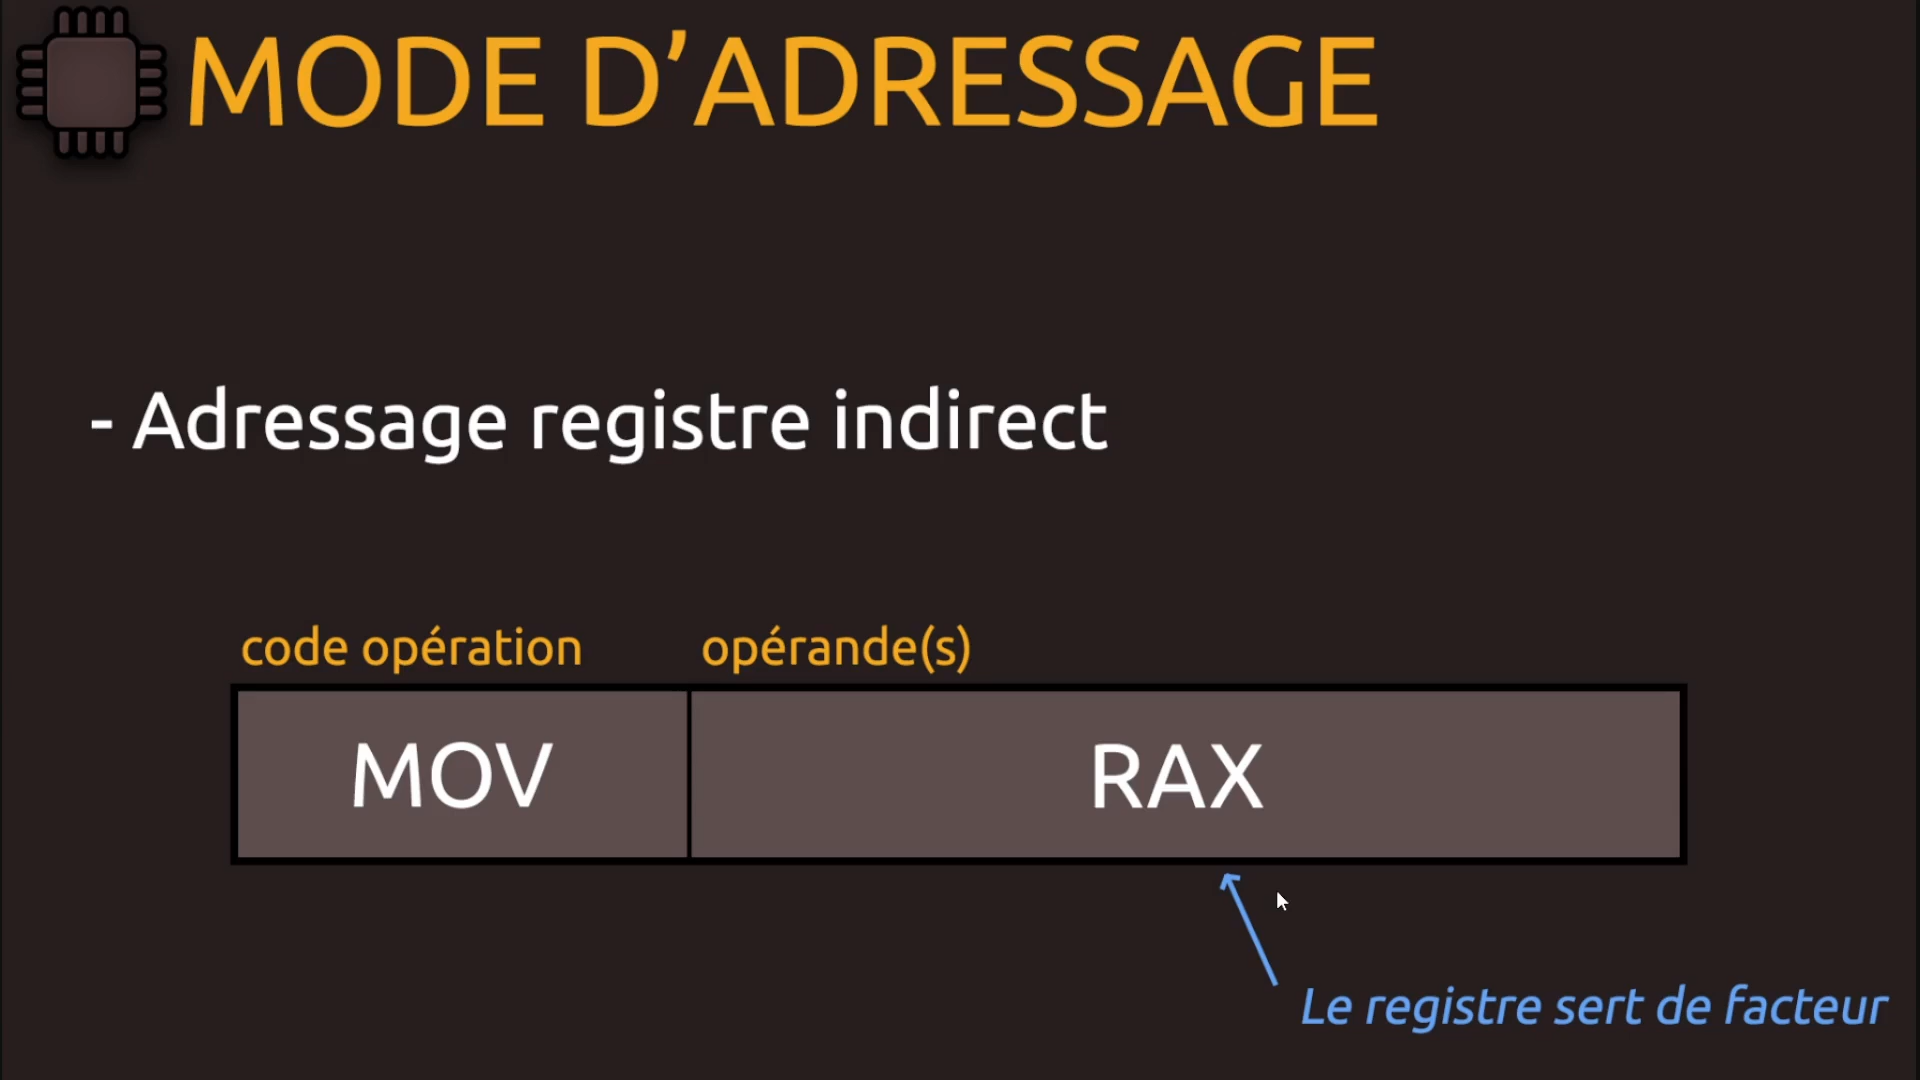 MODE D’ADRESSAGE
- Adressage registre indirect
code opération opérande(s)
MOV RAX
Le registre sert de facteur